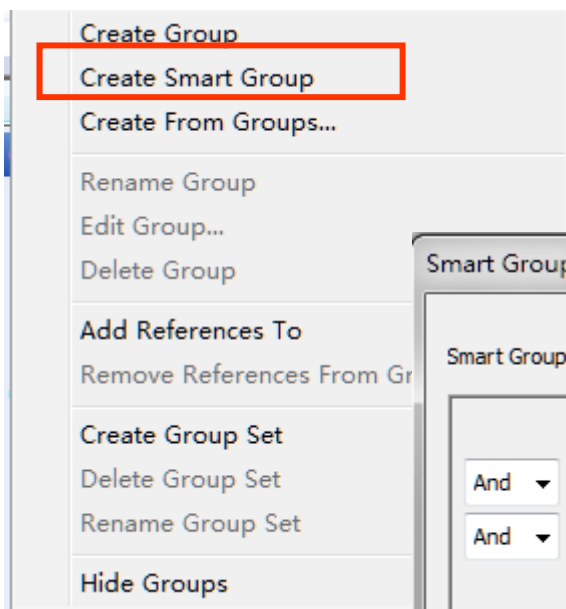 Create Group
Create Smart Group
Create From Groups...
Rename Group
Edit Group...
Delete Group
Add References To
Remove References From Gr
Create Group Set
Delete Group Set
Rename Group Set
Hide Groups
Smart Group
Smart Group
And
And